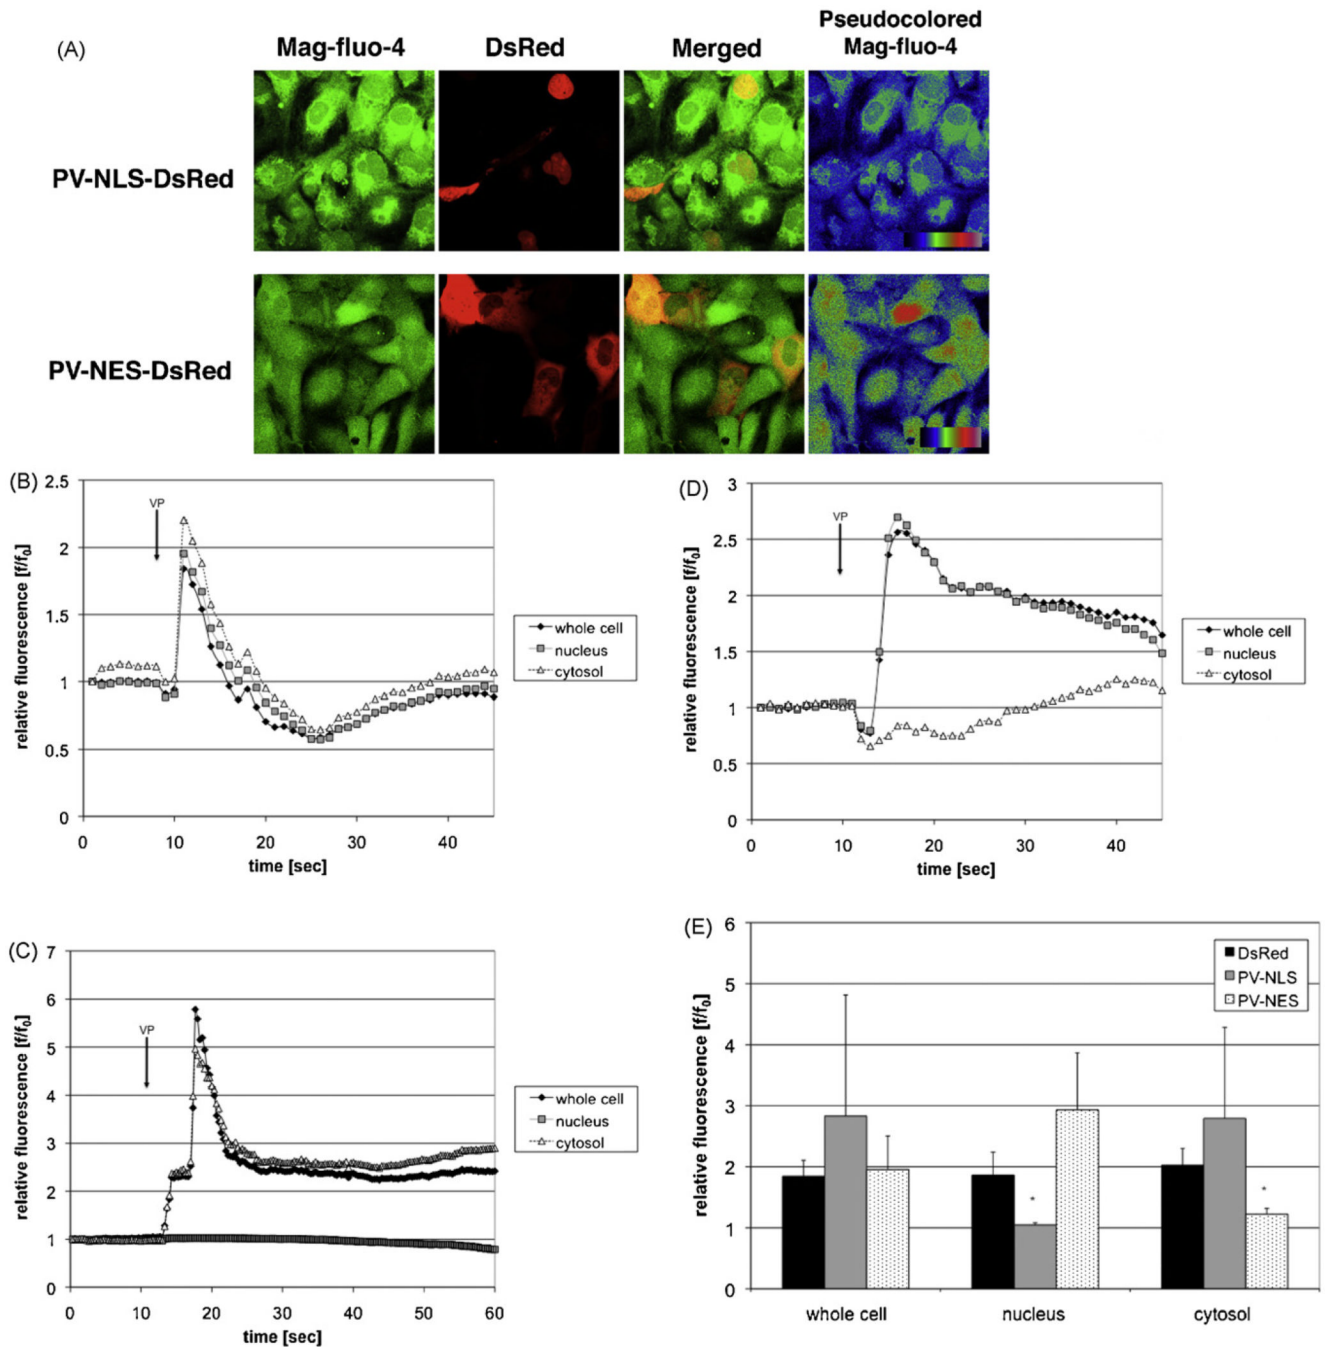 (A)
Mag-fluo-4
DsRed
Merged
Pseudocolored
Mag-fluo-4
PV-NLS-DsRed
PV-NES-DsRed
(B)
2.5
2
1.5
1
0.5
0
relative fluorescence [f/f0]
VP
0
10
20
30
40
time [sec]
whole cell
nucleus
cytosol
(D)
3
2.5
2
1.5
1
0.5
0
relative fluorescence [f/f0]
VP
0
10
20
30
40
time [sec]
whole cell
nucleus
cytosol
(C)
7
6
5
4
3
2
1
0
relative fluorescence [f/f0]
VP
0
10
20
30
40
50
60
time [sec]
whole cell
nucleus
cytosol
(E)
6
5
4
3
2
1
0
relative fluorescence [f/f0]
DsRed
PV-NLS
PV-NES
*
*
whole cell
nucleus
cytosol